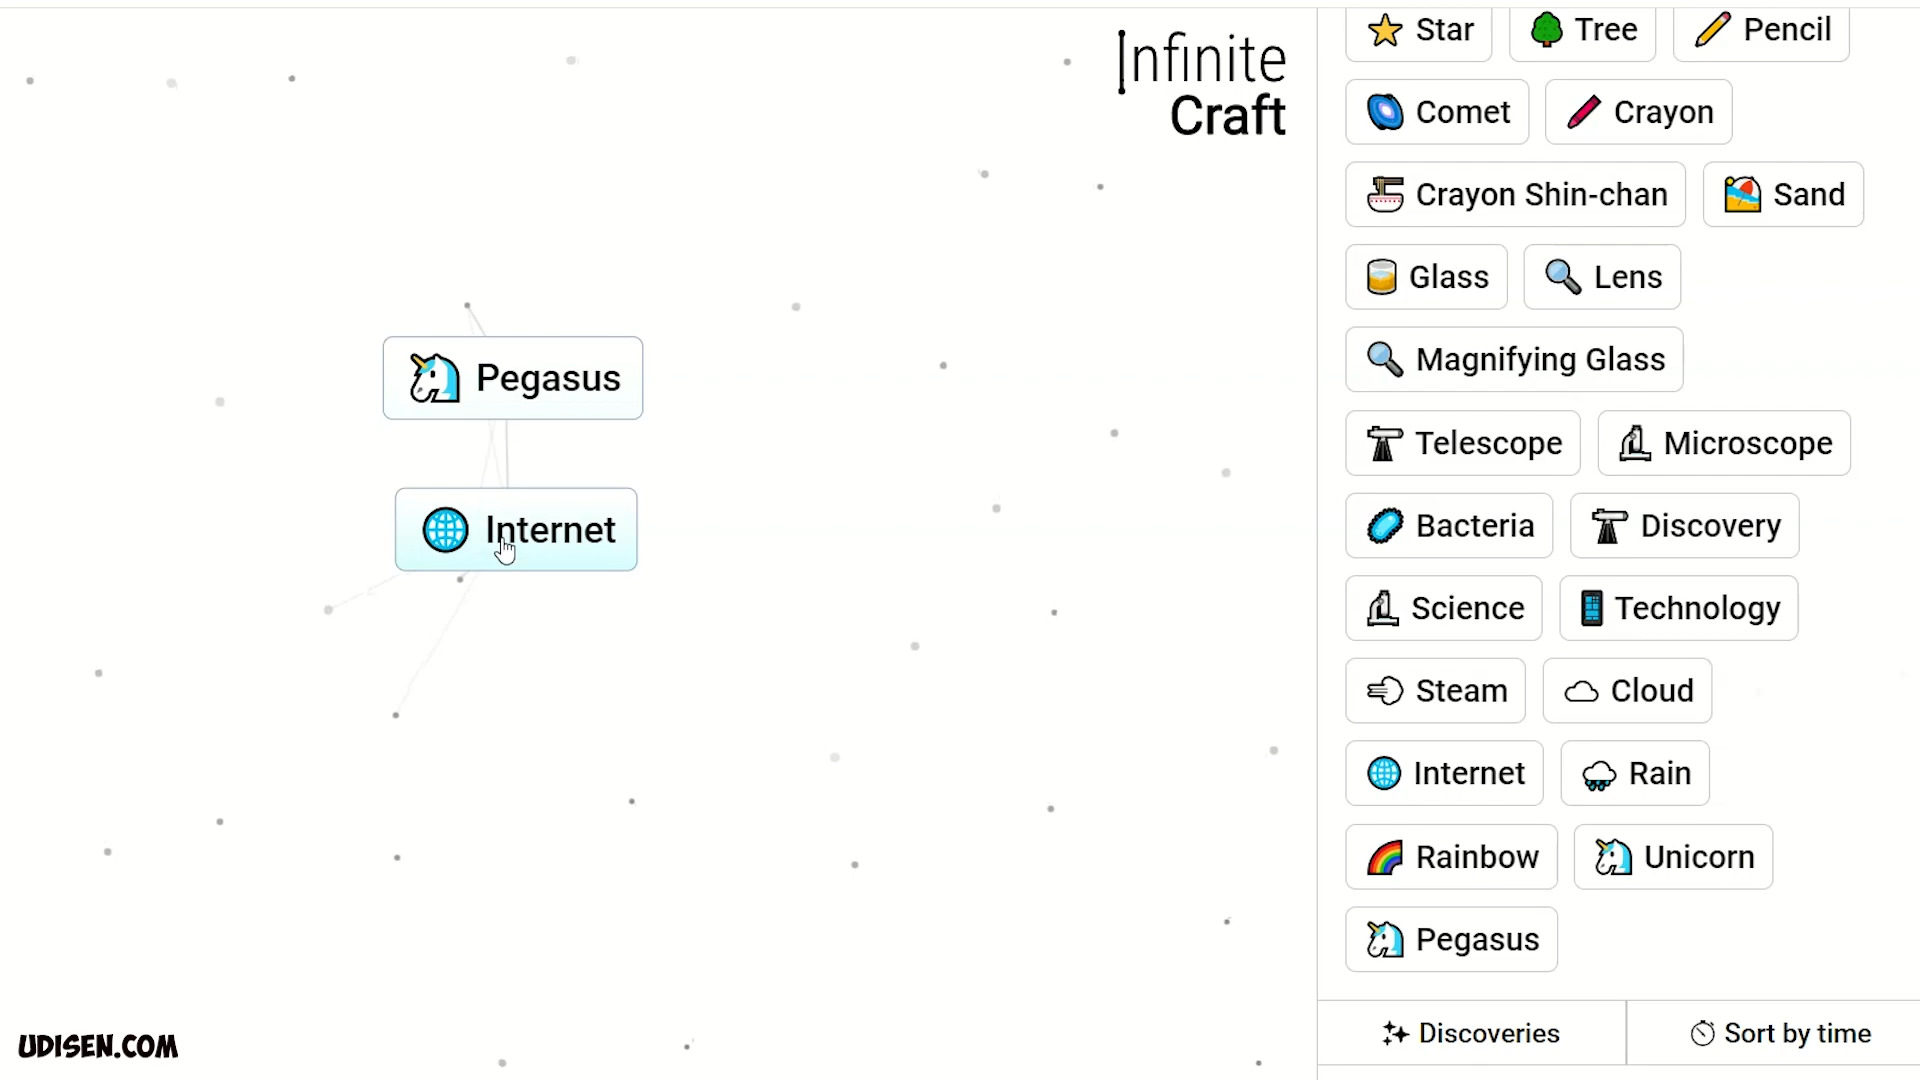 Infinite
Craft
Pegasus
Internet
Star
Tree
Pencil
Comet
Crayon
Crayon Shin-chan
Sand
Glass
Lens
Magnifying Glass
Telescope
Microscope
Bacteria
Discovery
Science
Technology
Steam
Cloud
Internet
Rain
Rainbow
Unicorn
Pegasus
Discoveries
Sort by time
UDISEN.COM